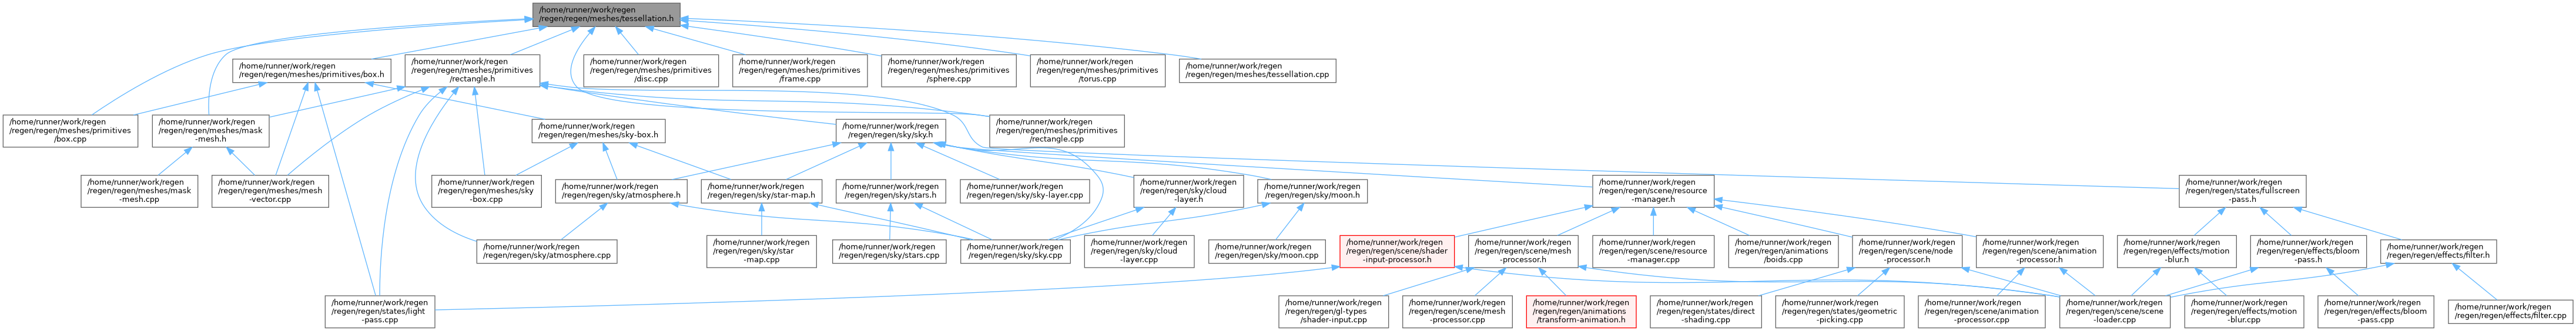 /home/runner/work/regen
/regen/regen/meshes/tessellation.h
/home/runner/work/regen
/regen/regen/meshes/primitives/box.h
/home/runner/work/regen
/regen/regen/meshes/primitives
/rectangle.h
/home/runner/work/regen
/regen/regen/meshes/primitives
/disc.cpp
/home/runner/work/regen
/regen/regen/meshes/primitives
/frame.cpp
/home/runner/work/regen
/regen/regen/meshes/primitives
/sphere.cpp
/home/runner/work/regen
/regen/regen/meshes/primitives
/torus.cpp
/home/runner/work/regen
/regen/regen/meshes/tessellation.cpp
/home/runner/work/regen
/regen/regen/meshes/primitives
/box.cpp
/home/runner/work/regen
/regen/regen/meshes/mask
-mesh.h
/home/runner/work/regen
/regen/regen/meshes/sky-box.h
/home/runner/work/regen
/regen/regen/sky/sky.h
/home/runner/work/regen
/regen/regen/meshes/primitives
/rectangle.cpp
/home/runner/work/regen
/regen/regen/meshes/mask
-mesh.cpp
/home/runner/work/regen
/regen/regen/meshes/mesh
-vector.cpp
/home/runner/work/regen
/regen/regen/meshes/sky
-box.cpp
/home/runner/work/regen
/regen/regen/sky/atmosphere.h
/home/runner/work/regen
/regen/regen/sky/star-map.h
/home/runner/work/regen
/regen/regen/sky/stars.h
/home/runner/work/regen
/regen/regen/sky/sky-layer.cpp
/home/runner/work/regen
/regen/regen/sky/cloud
-layer.h
/home/runner/work/regen
/regen/regen/sky/moon.h
/home/runner/work/regen
/regen/regen/scene/resource
-manager.h
/home/runner/work/regen
/regen/regen/states/fullscreen
-pass.h
/home/runner/work/regen
/regen/regen/sky/atmosphere.cpp
/home/runner/work/regen
/regen/regen/sky/star
-map.cpp
/home/runner/work/regen
/regen/regen/sky/stars.cpp
/home/runner/work/regen
/regen/regen/sky/sky.cpp
/home/runner/work/regen
/regen/regen/sky/cloud
-layer.cpp
/home/runner/work/regen
/regen/regen/sky/moon.cpp
/home/runner/work/regen
/regen/regen/scene/shader
-input-processor.h
/home/runner/work/regen
/regen/regen/scene/mesh
-processor.h
/home/runner/work/regen
/regen/regen/scene/resource
-manager.cpp
/home/runner/work/regen
/regen/regen/animations
/boids.cpp
/home/runner/work/regen
/regen/regen/scene/node
-processor.h
/home/runner/work/regen
/regen/regen/scene/animation
-processor.h
/home/runner/work/regen
/regen/regen/effects/motion
-blur.h
/home/runner/work/regen
/regen/regen/effects/bloom
-pass.h
/home/runner/work/regen
/regen/regen/effects/filter.h
/home/runner/work/regen
/regen/regen/states/light
-pass.cpp
/home/runner/work/regen
/regen/regen/gl-types
/shader-input.cpp
/home/runner/work/regen
/regen/regen/scene/mesh
-processor.cpp
/home/runner/work/regen
/regen/regen/animations
/transform-animation.h
/home/runner/work/regen
/regen/regen/states/direct
-shading.cpp
/home/runner/work/regen
/regen/regen/states/geometric
-picking.cpp
/home/runner/work/regen
/regen/regen/scene/animation
-processor.cpp
/home/runner/work/regen
/regen/regen/scene/scene
-loader.cpp
/home/runner/work/regen
/regen/regen/effects/motion
-blur.cpp
/home/runner/work/regen
/regen/regen/effects/bloom
-pass.cpp
/home/runner/work/regen
/regen/regen/effects/filter.cpp